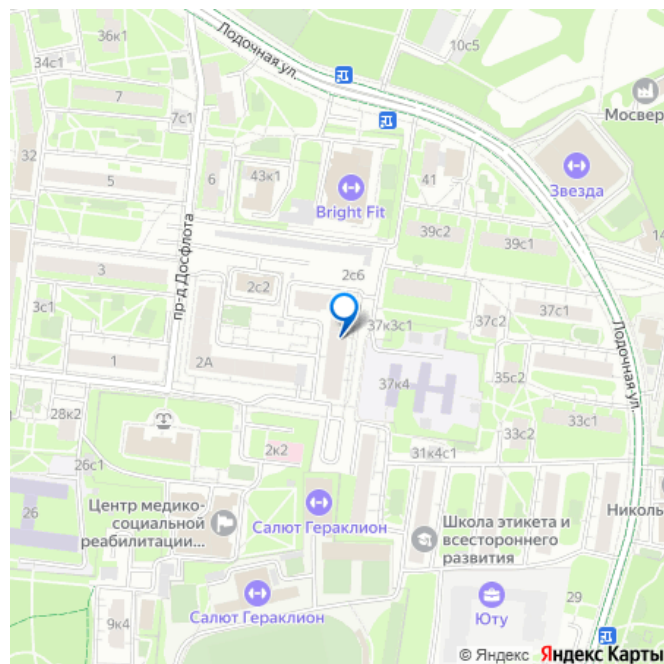 36к1
Лодочная ул.
10с5
34с1
7
7с1
Мосвер
32
5
6
43к1
41
Звезда
Bright Fit
39с2
39с1
14
пр-д Досфлота
3
2с6
2с2
3с1
37к3с1
37с2
37с1
Лодочная ул.
1
2А
37к4
35с2
28к2
33с2
33с1
26с1
2к2
31к4с1
26
Центр медико-
социальной
реабилитации...
Салют Гераклион
Школа этикета и
всестороннего
развития
Николь
9к4
Салют Гераклион
Юту
29
© Яндекс Яндекс Карты